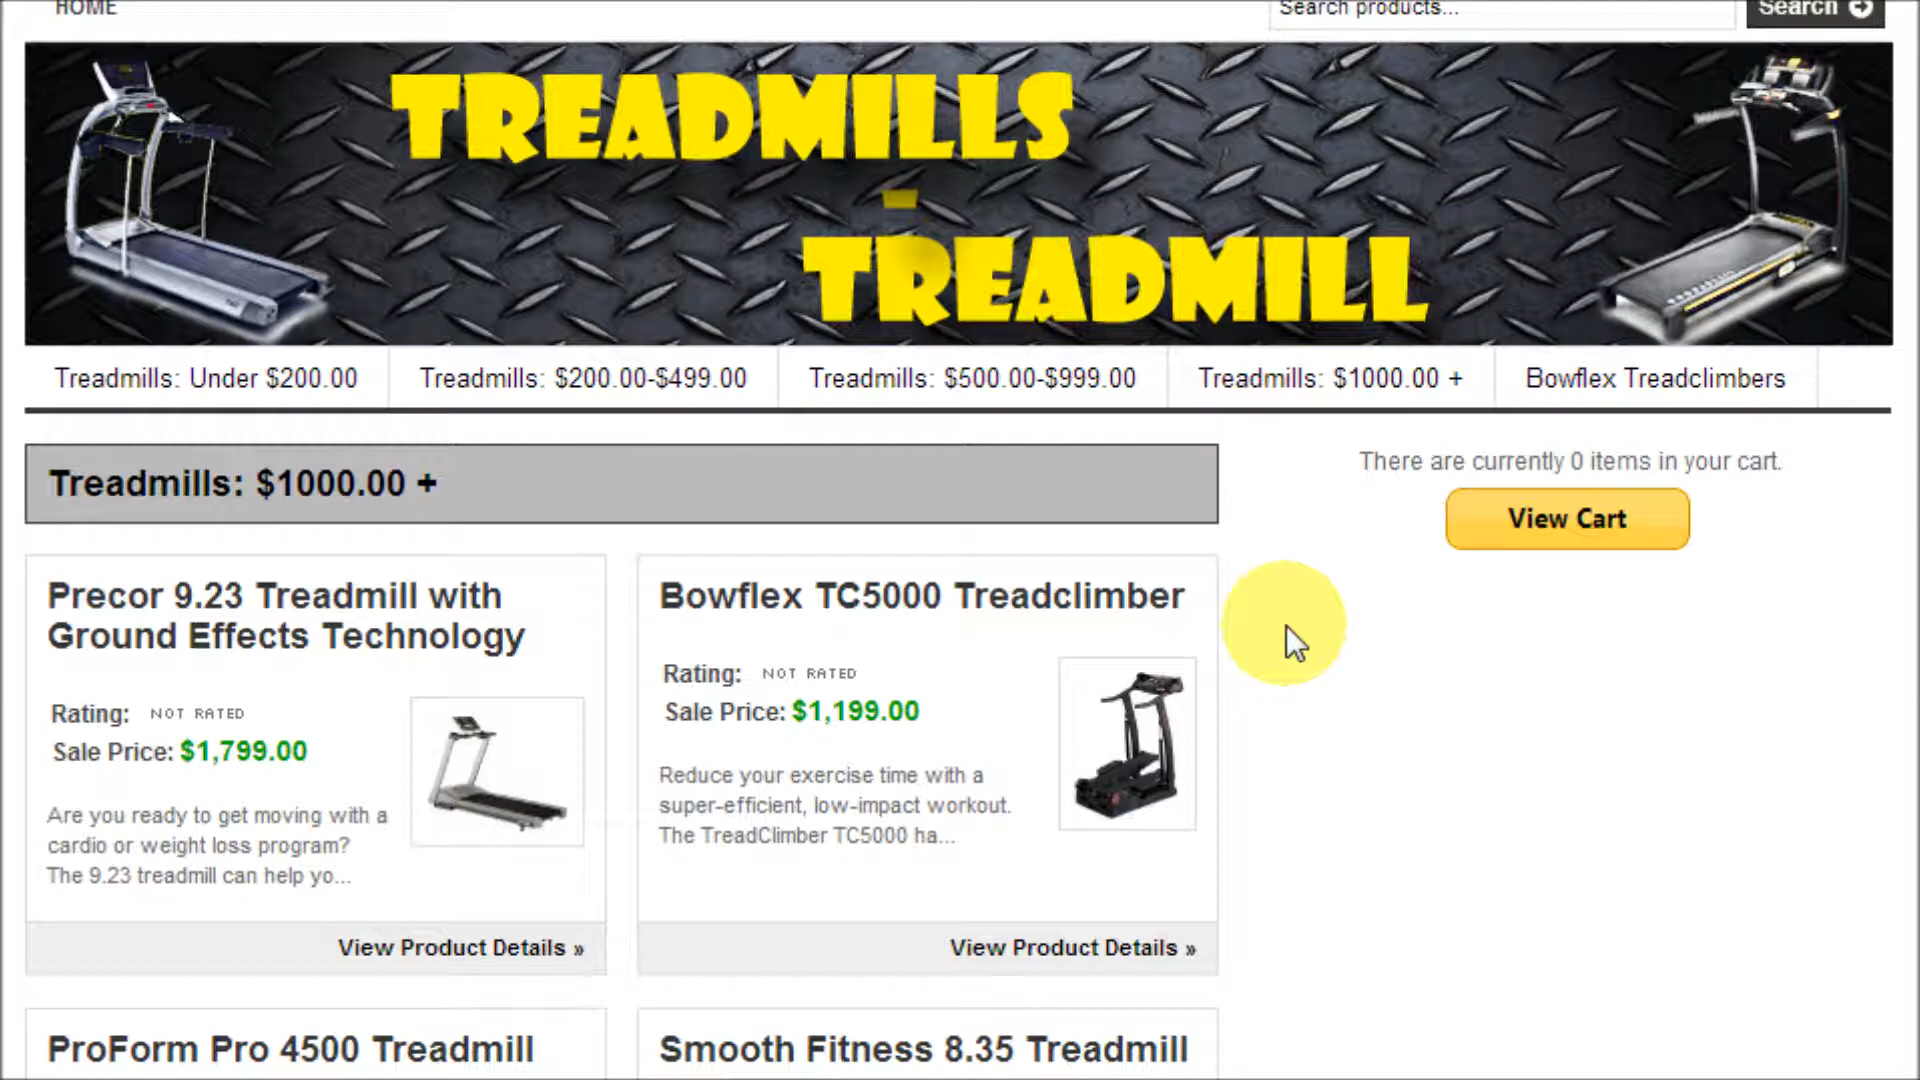 HOME
Search products...
Search
TREADMILLS
-
TREADMILL
Treadmills: Under $200.00
Treadmills: $200.00-$499.00
Treadmills: $500.00-$999.00
Treadmills: $1000.00 +
Bowflex Treadclimbers
Treadmills: $1000.00 +
There are currently 0 items in your cart.
View Cart
Precor 9.23 Treadmill with
Ground Effects Technology
Rating: NOT RATED
Sale Price: $1,799.00
Are you ready to get moving with a
cardio or weight loss program?
The 9.23 treadmill can help yo...
View Product Details »
Bowflex TC5000 Treadclimber
Rating: NOT RATED
Sale Price: $1,199.00
Reduce your exercise time with a
super-efficient, low-impact workout.
The TreadClimber TC5000 ha...
View Product Details »
ProForm Pro 4500 Treadmill
Smooth Fitness 8.35 Treadmill